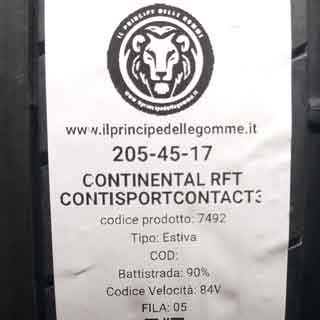 IL PRINCIPE DELLE GOMME
www.ilprincipedellegomme.it
www.ilprincipedellegomme.it
205-45-17
CONTINENTAL RFT
CONTISPORTCONTACT3
codice prodotto: 7492
Tipo: Estiva
COD:
Battistrada: 90%
Codice Velocità: 84V
FILA: 05